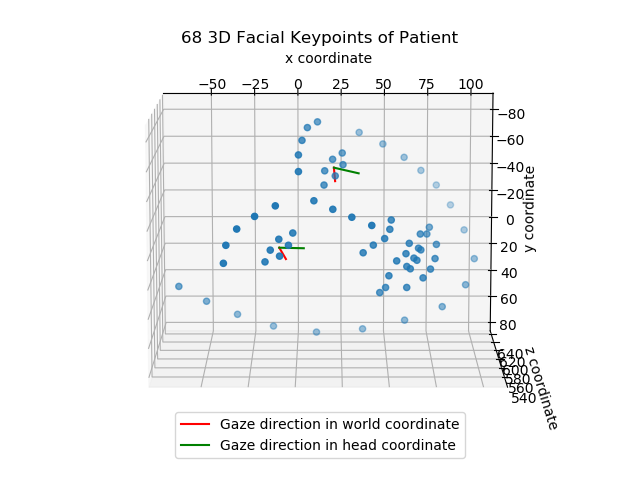 68 3D Facial Keypoints of Patient
x coordinate
−50 −25 0 25 50 75 100
−80
−60
−40
−20
0
20
40
60
80
y coordinate
640
620
600
580
560
540
z coordinate
Gaze direction in world coordinate
Gaze direction in head coordinate